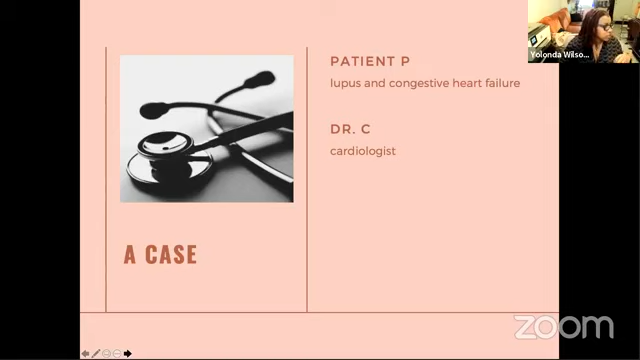 Yolonda Wilso...
PATIENT P
lupus and congestive heart failure
DR. C
cardiologist
A CASE
zoom